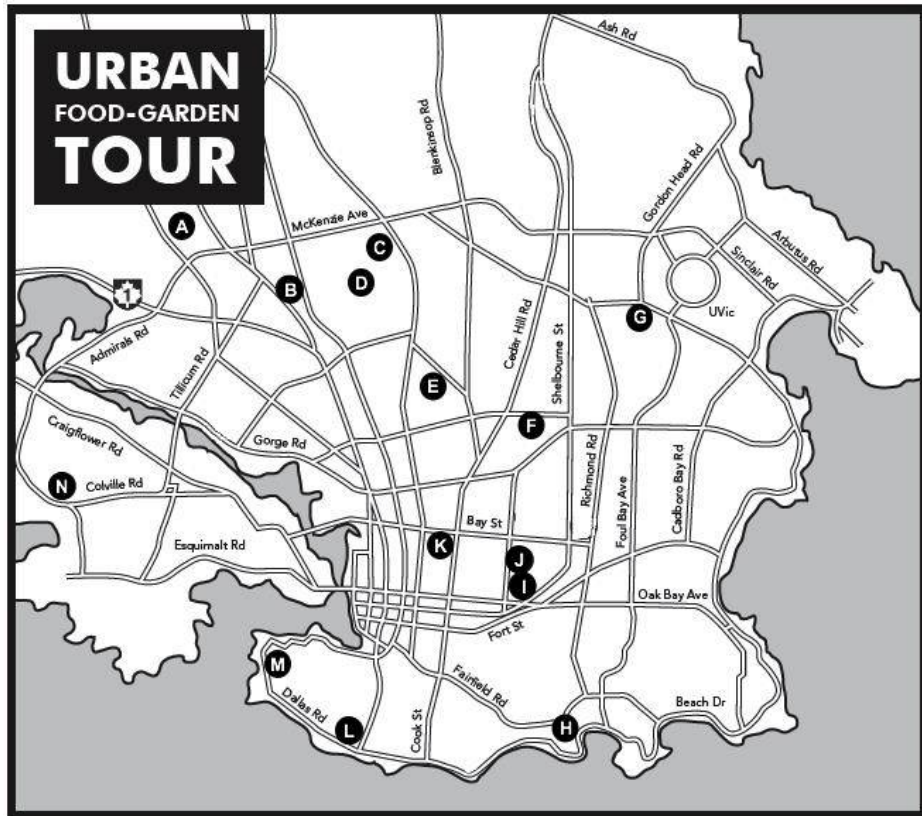 URBAN
FOOD-GARDEN
TOUR
Ash Rd
Blenkinsop Rd
Gordon Head Rd
A
McKenzie Ave
C
Arbutus Rd
Sinclair Rd
D
B
1
UVic
G
Admirals Rd
Tillicum Rd
Cedar Hill Rd
Shelbourne St
E
F
Craigflower Rd
Gorge Rd
Richmond Rd
Foul Bay Ave
Cadboro Bay Rd
N
Colville Rd
Bay St
Esquimalt Rd
K
J
I
Oak Bay Ave
Fort St
M
Fairfield Rd
Dallas Rd
Cook St
Beach Dr
L
H